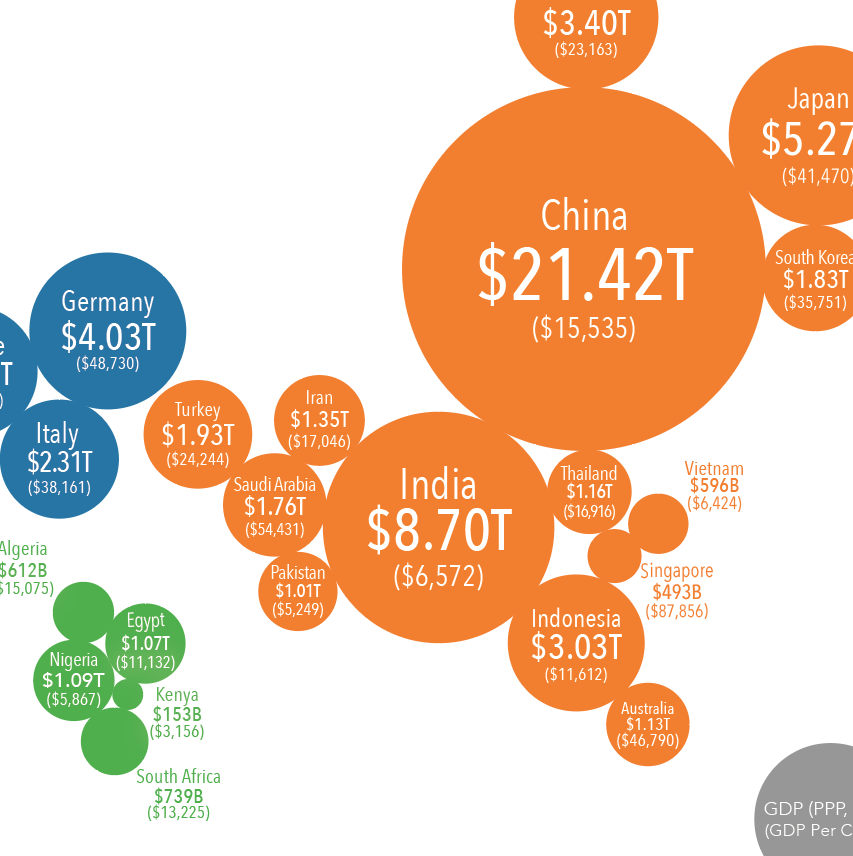 $3.40T
($23,163)
Japan
$5.27
($41,470)
China
$21.42T
($15,535)
South Korea
$1.83T
($35,751)
Germany
$4.03T
($48,730)
e
T
)
Italy
$2.31T
($38,161)
Turkey
$1.93T
($24,244)
Iran
$1.35T
($17,046)
Saudi Arabia
$1.76T
($54,431)
India
$8.70T
($6,572)
Thailand
$1.16T
($16,916)
Vietnam
$596B
($6,424)
Pakistan
$1.01T
($5,249)
Singapore
$493B
($87,856)
Indonesia
$3.03T
($11,612)
Australia
$1.13T
($46,790)
Algeria
$612B
$15,075)
Egypt
$1.07T
($11,132)
Nigeria
$1.09T
($5,867)
Kenya
$153B
($3,156)
South Africa
$739B
($13,225)
GDP (PPP,
(GDP Per C